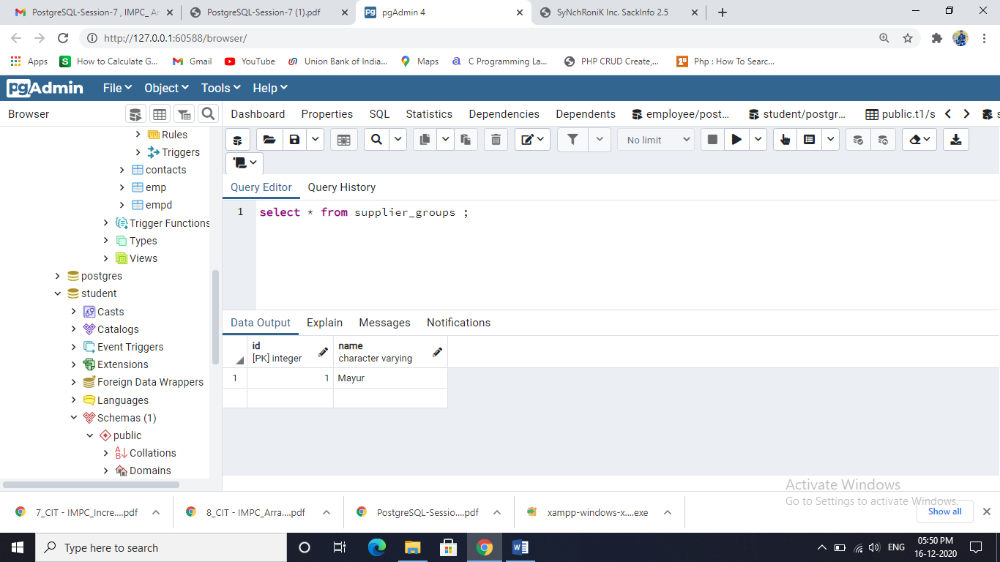 PostgreSQL-Session-7 , IMPC_ Ar
PostgreSQL-Session-7 (1).pdf
pgAdmin 4
SyNchRoniK Inc. SackInfo 2.5
http://127.0.0.1:60588/browser/
Apps
How to Calculate G...
Gmail
YouTube
Union Bank of India...
Maps
C Programming La...
PHP CRUD Create,...
Php : How To Searc...
pgAdmin
File
Object
Tools
Help
Browser
Dashboard
Properties
SQL
Statistics
Dependencies
Dependents
employee/post...
student/postgr...
public.t1/s
s
Rules
Triggers
contacts
emp
empd
Trigger Functions
Types
Views
postgres
student
Casts
Catalogs
Event Triggers
Extensions
Foreign Data Wrappers
Languages
Schemas (1)
public
Collations
Domains
No limit
Query Editor
Query History
1 select * from supplier_groups ;
Data Output
Explain
Messages
Notifications
id
[PK] integer
name
character varying
1 1 Mayur
Activate Windows
Go to Settings to activate Windows.
7_CIT - IMPC_Incre....pdf
8_CIT - IMPC_Arra....pdf
PostgreSQL-Sessio....pdf
xampp-windows-x....exe
Show all
Type here to search
ENG
05:50 PM
16-12-2020